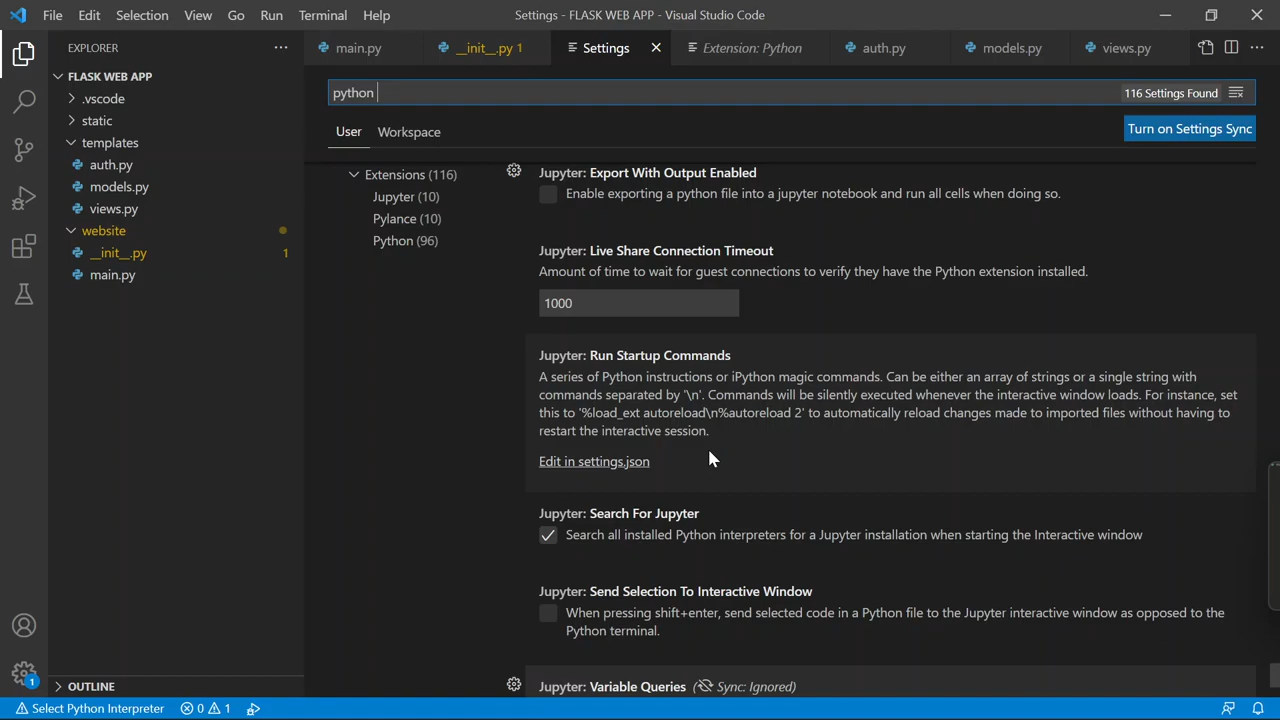 File Edit Selection View Go Run Terminal Help
Settings - FLASK WEB APP - Visual Studio Code
EXPLORER
main.py
__init__.py 1
Settings
Extension: Python
auth.py
models.py
views.py
FLASK WEB APP
.vscode
static
templates
auth.py
models.py
views.py
website
__init__.py 1
main.py
OUTLINE
python
116 Settings Found
User Workspace
Turn on Settings Sync
Extensions (116)
Jupyter (10)
Pylance (10)
Python (96)
Jupyter: Export With Output Enabled
Enable exporting a python file into a jupyter notebook and run all cells when doing so.
Jupyter: Live Share Connection Timeout
Amount of time to wait for guest connections to verify they have the Python extension installed.
1000
Jupyter: Run Startup Commands
A series of Python instructions or iPython magic commands. Can be either an array of strings or a single string with
commands separated by '\n'. Commands will be silently executed whenever the interactive window loads. For instance, set
this to '%load_ext autoreload\n%autoreload 2' to automatically reload changes made to imported files without having to
restart the interactive session.
Edit in settings.json
Jupyter: Search For Jupyter
Search all installed Python interpreters for a Jupyter installation when starting the Interactive window
Jupyter: Send Selection To Interactive Window
When pressing shift+enter, send selected code in a Python file to the Jupyter interactive window as opposed to the
Python terminal.
Jupyter: Variable Queries (Sync: Ignored)
1
Select Python Interpreter 0 1